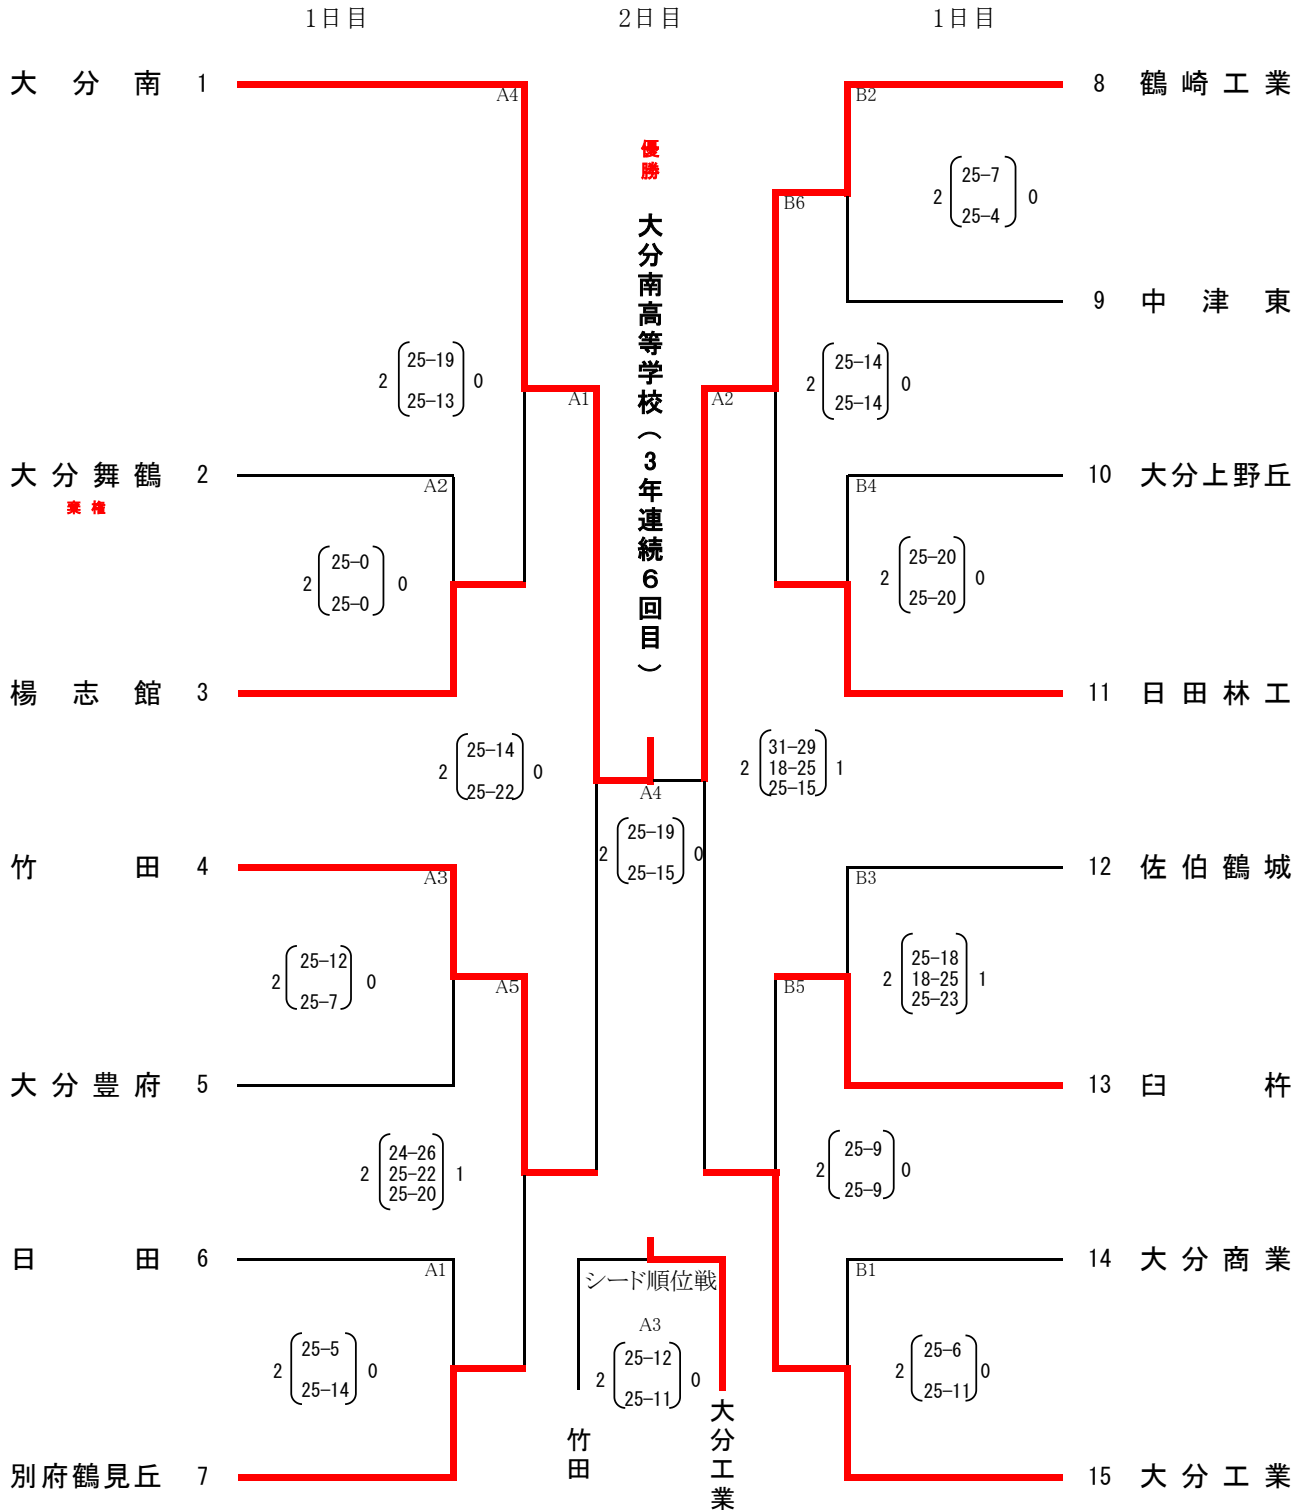 1日目 2日目 1日目
大分南 1
A4
優勝
大分南高等学校(3年連続6回目)
B2
8 鶴崎工業
2 25-7 0
25-4
B6
9 中津東
2 25-19 0
25-13
A1
A2
2 25-14 0
25-14
大分舞鶴 2
棄権
A2
B4
10 大分上野丘
2 25-0 0
25-0
2 25-20 0
25-20
楊志館 3
11 日田林工
2 25-14 0
25-22
A4
2 25-19 0
25-15
2 31-29 1
18-25
25-15
竹田 4
A3
B3
12 佐伯鶴城
2 25-12 0
25-7
A5
B5
2 25-18 1
18-25
25-23
大分豊府 5
13 臼杵
2 24-26 1
25-22
25-20
2 25-9 0
25-9
日田 6
A1
シード順位戦
B1
14 大分商業
A3
2 25-5 0
25-14
2 25-12 0
25-11
2 25-6 0
25-11
竹田
大分工業
別府鶴見丘 7
15 大分工業